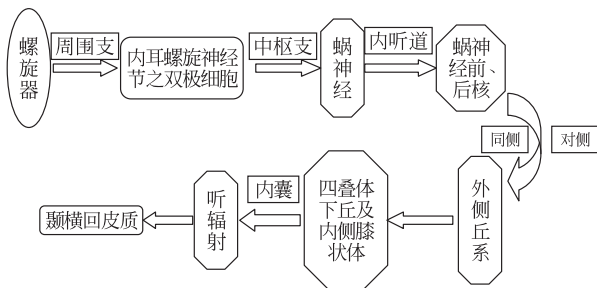 螺
旋
器
周围支
内耳螺旋神经
节之双极细胞
中枢支
蜗
神
经
内听道
蜗神
经前、
后核
同侧
对侧
外
侧
丘
系
四叠体
下丘及
内侧膝
状体
内囊
听
辐
射
颞横回皮质